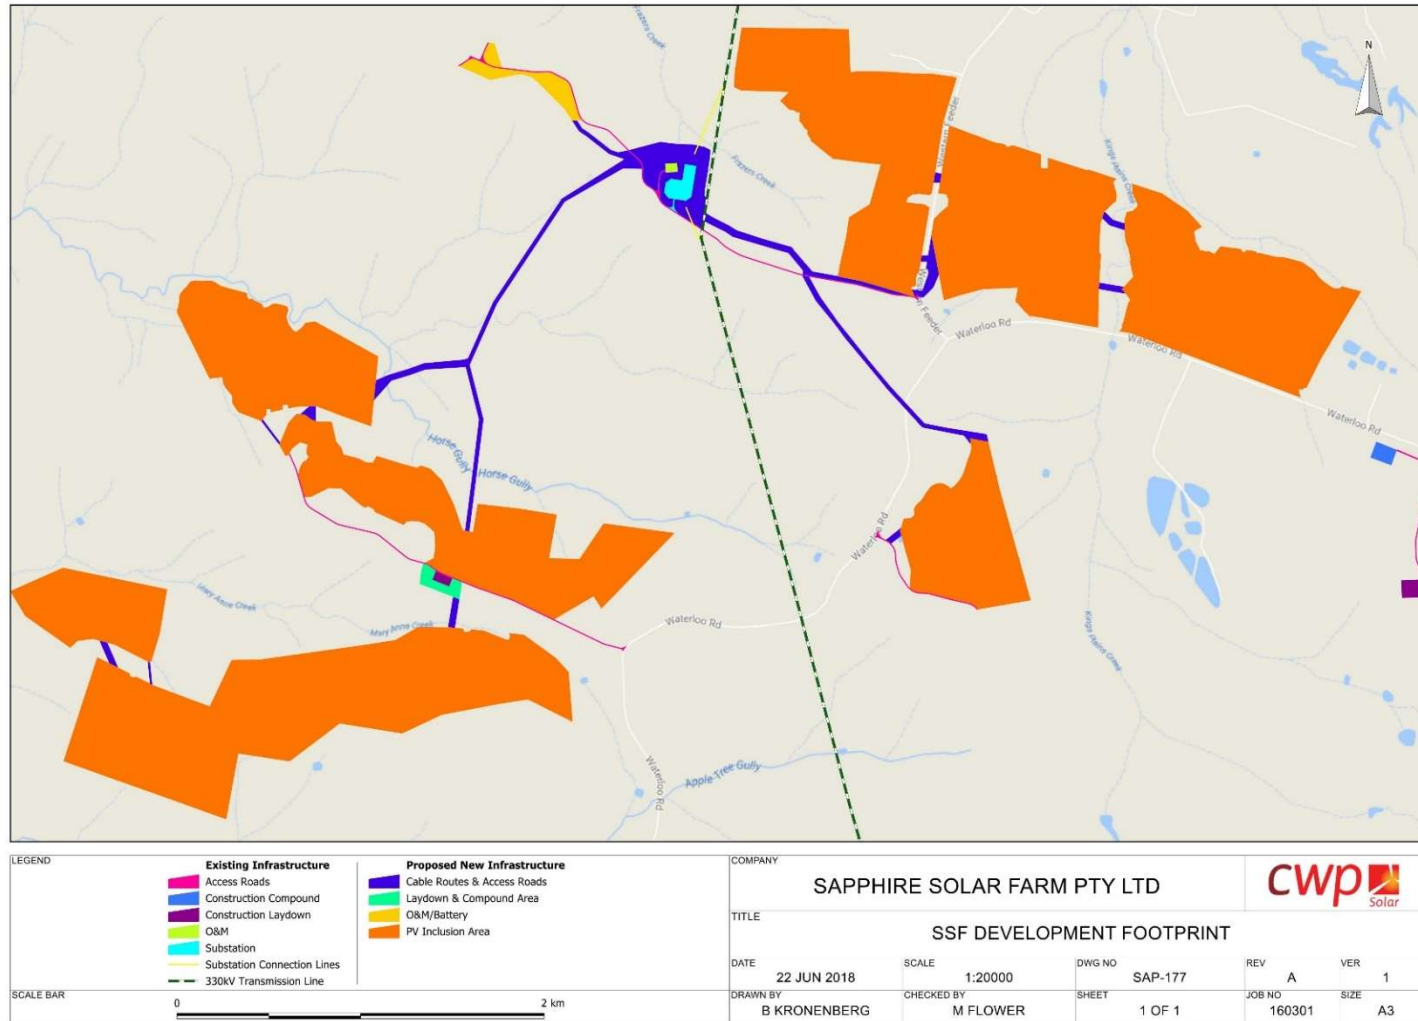 Frazers Creek
N
Western Feeder
Kings Plains Creek
Frazers Creek
Western Feeder
Waterloo Rd
Waterloo Rd
Waterloo Rd
Horse Gully
Horse Gully
Waterloo Rd
Mary Anne Creek
Mary Anne Creek
Waterloo Rd
Kings Plains Creek
Waterloo Rd
Apple Tree Gully
LEGEND
Existing Infrastructure
Access Roads
Construction Compound
Construction Laydown
O&M
Substation
Substation Connection Lines
330kV Transmission Line
Proposed New Infrastructure
Cable Routes & Access Roads
Laydown & Compound Area
O&M/Battery
PV Inclusion Area
SCALE BAR
0 2 km
COMPANY
SAPPHIRE SOLAR FARM PTY LTD
cwp
Solar
TITLE
SSF DEVELOPMENT FOOTPRINT
DATE SCALE DWG NO REV VER
22 JUN 2018 1:20000 SAP-177 A 1
DRAWN BY CHECKED BY SHEET JOB NO SIZE
B KRONENBERG M FLOWER 1 OF 1 160301 A3